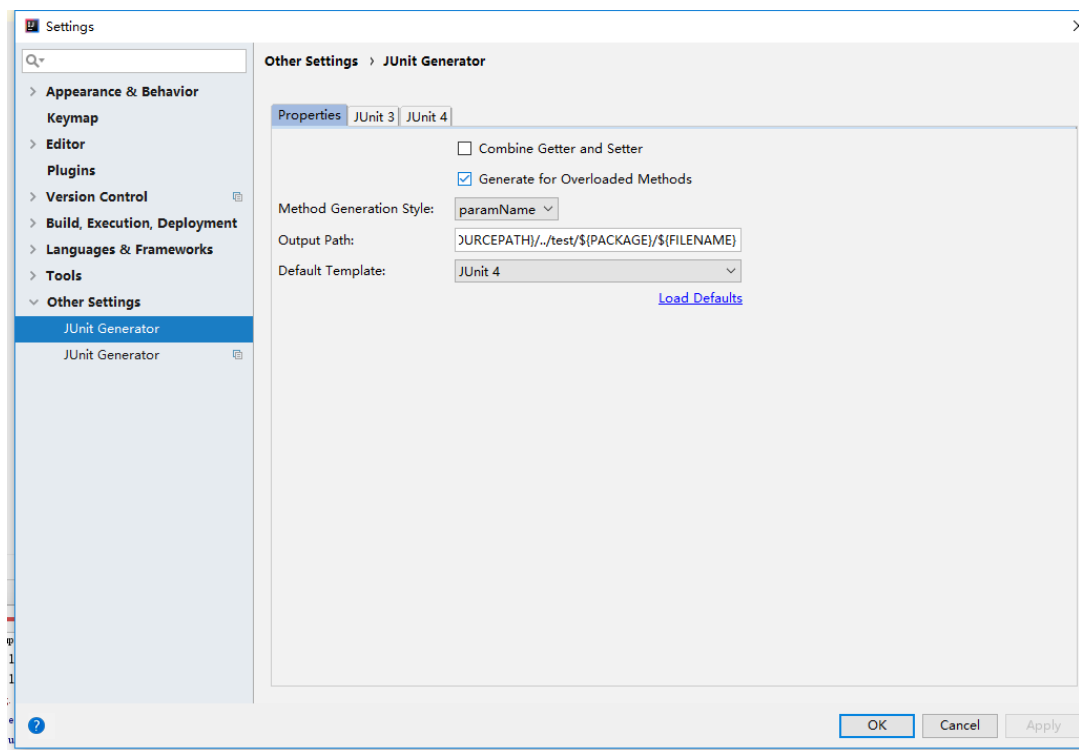 Settings
Other Settings › JUnit Generator
Appearance & Behavior
Keymap
Editor
Plugins
Version Control
Build, Execution, Deployment
Languages & Frameworks
Tools
Other Settings
JUnit Generator
JUnit Generator
Properties JUnit 3 JUnit 4
Combine Getter and Setter
Generate for Overloaded Methods
Method Generation Style: paramName
Output Path: OURCEPATH}/../test/${PACKAGE}/${FILENAME}
Default Template: JUnit 4
Load Defaults
? OK Cancel Apply